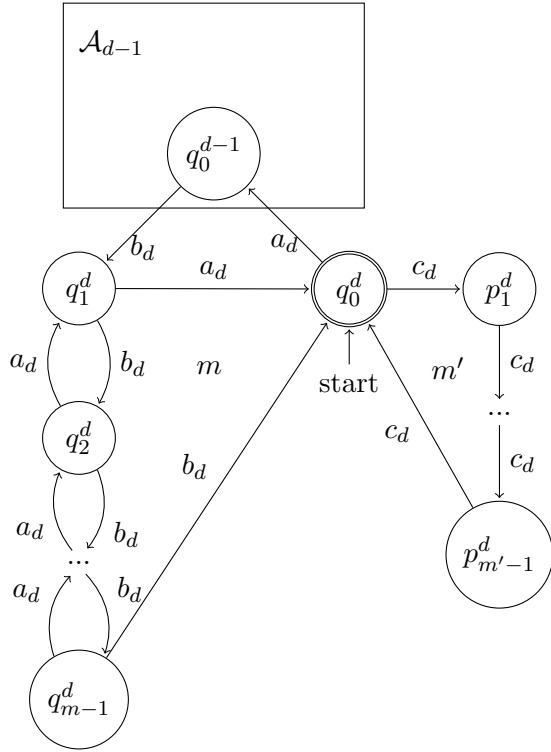 𝒜_{d−1}
q_0^{d−1}
b_d
a_d
q_1^d
a_d
q_0^d
c_d
p_1^d
a_d
b_d
m
start
m′
c_d
q_2^d
...
c_d
b_d
c_d
a_d
b_d
...
p_{m′−1}^d
a_d
b_d
q_{m−1}^d